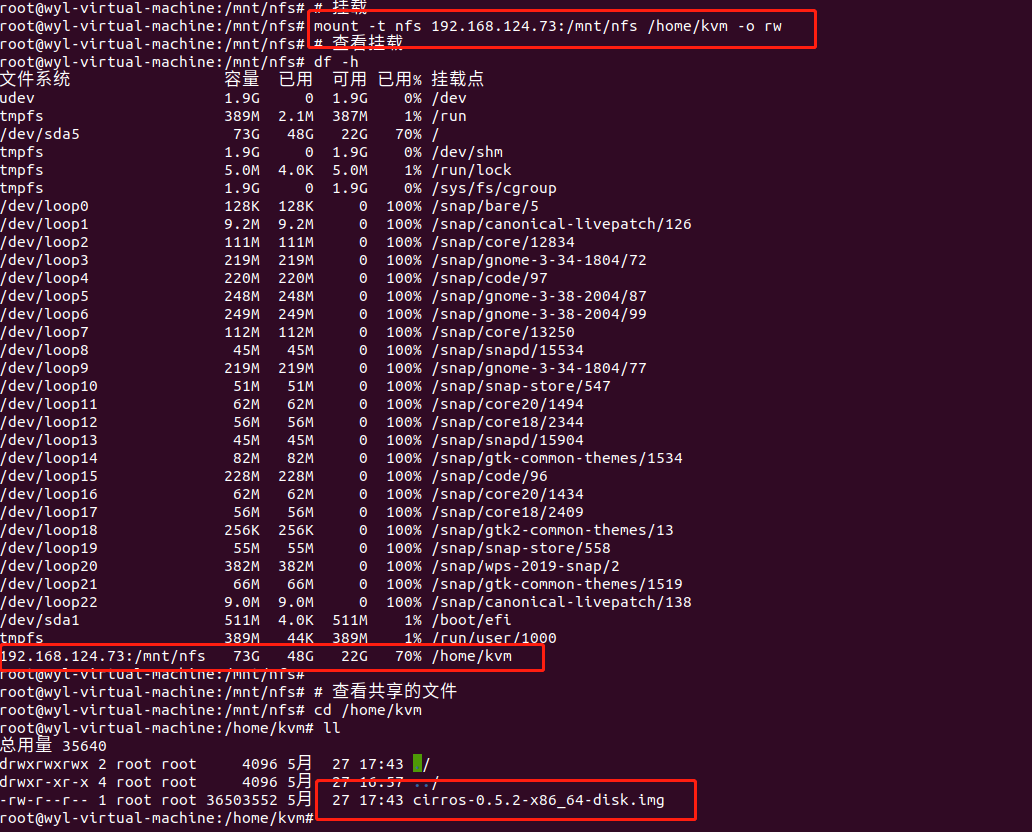 root@wyl-virtual-machine:/mnt/nfs# # 挂载
root@wyl-virtual-machine:/mnt/nfs# mount -t nfs 192.168.124.73:/mnt/nfs /home/kvm -o rw
root@wyl-virtual-machine:/mnt/nfs# # 查看挂载
root@wyl-virtual-machine:/mnt/nfs# df -h
文件系统 容量 已用 可用 已用% 挂载点
udev 1.9G 0 1.9G 0% /dev
tmpfs 389M 2.1M 387M 1% /run
/dev/sda5 73G 48G 22G 70% /
tmpfs 1.9G 0 1.9G 0% /dev/shm
tmpfs 5.0M 4.0K 5.0M 1% /run/lock
tmpfs 1.9G 0 1.9G 0% /sys/fs/cgroup
/dev/loop0 128K 128K 0 100% /snap/bare/5
/dev/loop1 9.2M 9.2M 0 100% /snap/canonical-livepatch/126
/dev/loop2 111M 111M 0 100% /snap/core/12834
/dev/loop3 219M 219M 0 100% /snap/gnome-3-34-1804/72
/dev/loop4 220M 220M 0 100% /snap/code/97
/dev/loop5 248M 248M 0 100% /snap/gnome-3-38-2004/87
/dev/loop6 249M 249M 0 100% /snap/gnome-3-38-2004/99
/dev/loop7 112M 112M 0 100% /snap/core/13250
/dev/loop8 45M 45M 0 100% /snap/snapd/15534
/dev/loop9 219M 219M 0 100% /snap/gnome-3-34-1804/77
/dev/loop10 51M 51M 0 100% /snap/snap-store/547
/dev/loop11 62M 62M 0 100% /snap/core20/1494
/dev/loop12 56M 56M 0 100% /snap/core18/2344
/dev/loop13 45M 45M 0 100% /snap/snapd/15904
/dev/loop14 82M 82M 0 100% /snap/gtk-common-themes/1534
/dev/loop15 228M 228M 0 100% /snap/code/96
/dev/loop16 62M 62M 0 100% /snap/core20/1434
/dev/loop17 56M 56M 0 100% /snap/core18/2409
/dev/loop18 256K 256K 0 100% /snap/gtk2-common-themes/13
/dev/loop19 55M 55M 0 100% /snap/snap-store/558
/dev/loop20 382M 382M 0 100% /snap/wps-2019-snap/2
/dev/loop21 66M 66M 0 100% /snap/gtk-common-themes/1519
/dev/loop22 9.0M 9.0M 0 100% /snap/canonical-livepatch/138
/dev/sda1 511M 4.0K 511M 1% /boot/efi
tmpfs 389M 44K 389M 1% /run/user/1000
192.168.124.73:/mnt/nfs 73G 48G 22G 70% /home/kvm
root@wyl-virtual-machine:/mnt/nfs#
root@wyl-virtual-machine:/mnt/nfs# # 查看共享的文件
root@wyl-virtual-machine:/mnt/nfs# cd /home/kvm
root@wyl-virtual-machine:/home/kvm# ll
总用量 35640
drwxrwxrwx 2 root root 4096 5月 27 17:43 ./
drwxr-xr-x 4 root root 4096 5月 27 16:57 ../
-rw-r--r-- 1 root root 36503552 5月 27 17:43 cirros-0.5.2-x86_64-disk.img
root@wyl-virtual-machine:/home/kvm#